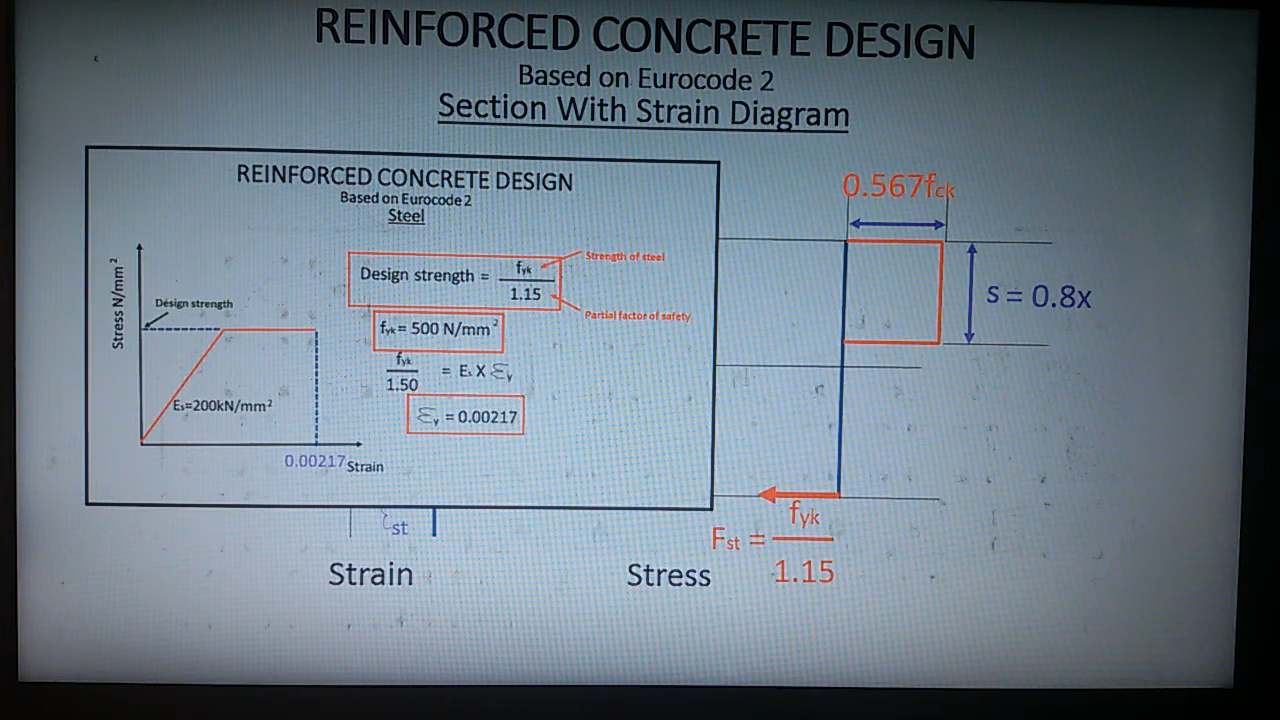 REINFORCED CONCRETE DESIGN
Based on Eurocode 2
Section With Strain Diagram
REINFORCED CONCRETE DESIGN
Based on Eurocode 2
Steel
Stress N/mm²
Design strength
Es=200kN/mm²
0.00217 Strain
Design strength = fyk / 1.15
Strength of steel
Partial factor of safety
fyk = 500 N/mm²
fyk / 1.50 = Es X Ɛy
Ɛy = 0.00217
0.567fck
s = 0.8x
Ɛst
Strain
Stress
Fst = fyk / 1.15